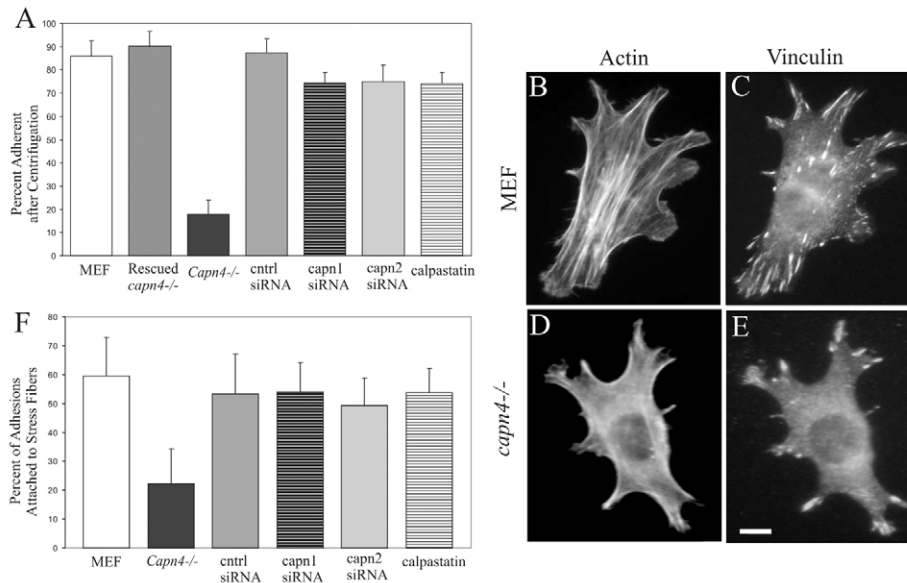 A
Percent Adherent
after Centrifugation
100
90
80
70
60
50
40
30
20
10
0
MEF
Rescued
capn4-/-
Capn4-/-
cntrl
siRNA
capn1
siRNA
capn2
siRNA
calpastatin
Actin
Vinculin
MEF
B
C
capn4-/-
D
E
F
Percent of Adhesions
Attached to Stress Fibers
80
70
60
50
40
30
20
10
0
MEF
Capn4-/-
cntrl
siRNA
capn1
siRNA
capn2
siRNA
calpastatin